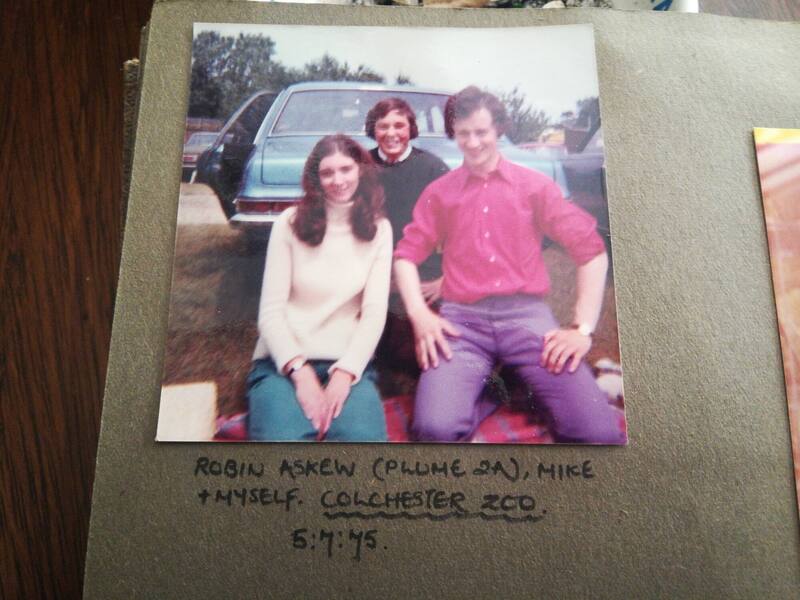 ROBIN ASKEW (PLUME 2A), MIKE
+ MYSELF. COLCHESTER ZOO.
5:7:75.